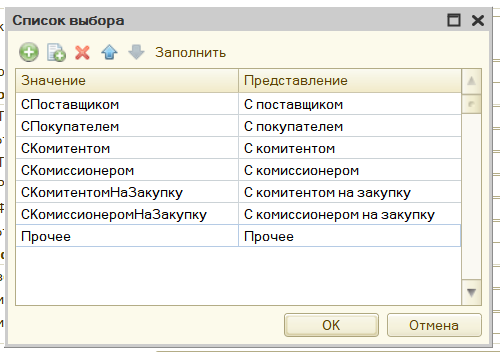 Список выбора
Заполнить
Значение Представление
СПоставщиком С поставщиком
СПокупателем С покупателем
СКомитентом С комитентом
СКомиссионером С комиссионером
СКомитентомНаЗакупку С комитентом на закупку
СКомиссионеромНаЗакупку С комиссионером на закупку
Прочее Прочее
OK Отмена